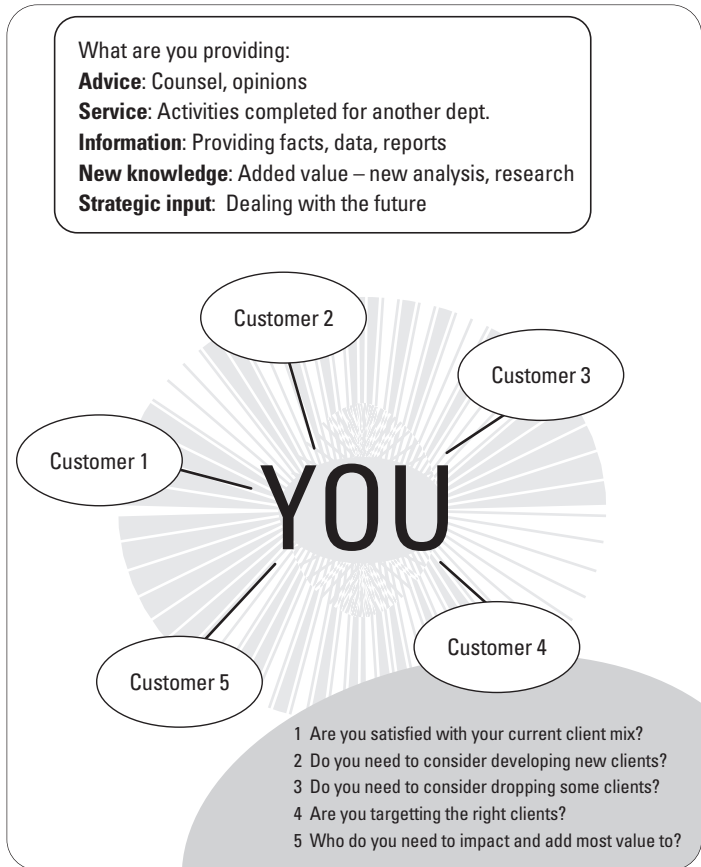 What are you providing:
Advice: Counsel, opinions
Service: Activities completed for another dept.
Information: Providing facts, data, reports
New knowledge: Added value – new analysis, research
Strategic input: Dealing with the future
Customer 2
Customer 3
Customer 1
YOU
Customer 4
Customer 5
1 Are you satisfied with your current client mix?
2 Do you need to consider developing new clients?
3 Do you need to consider dropping some clients?
4 Are you targetting the right clients?
5 Who do you need to impact and add most value to?